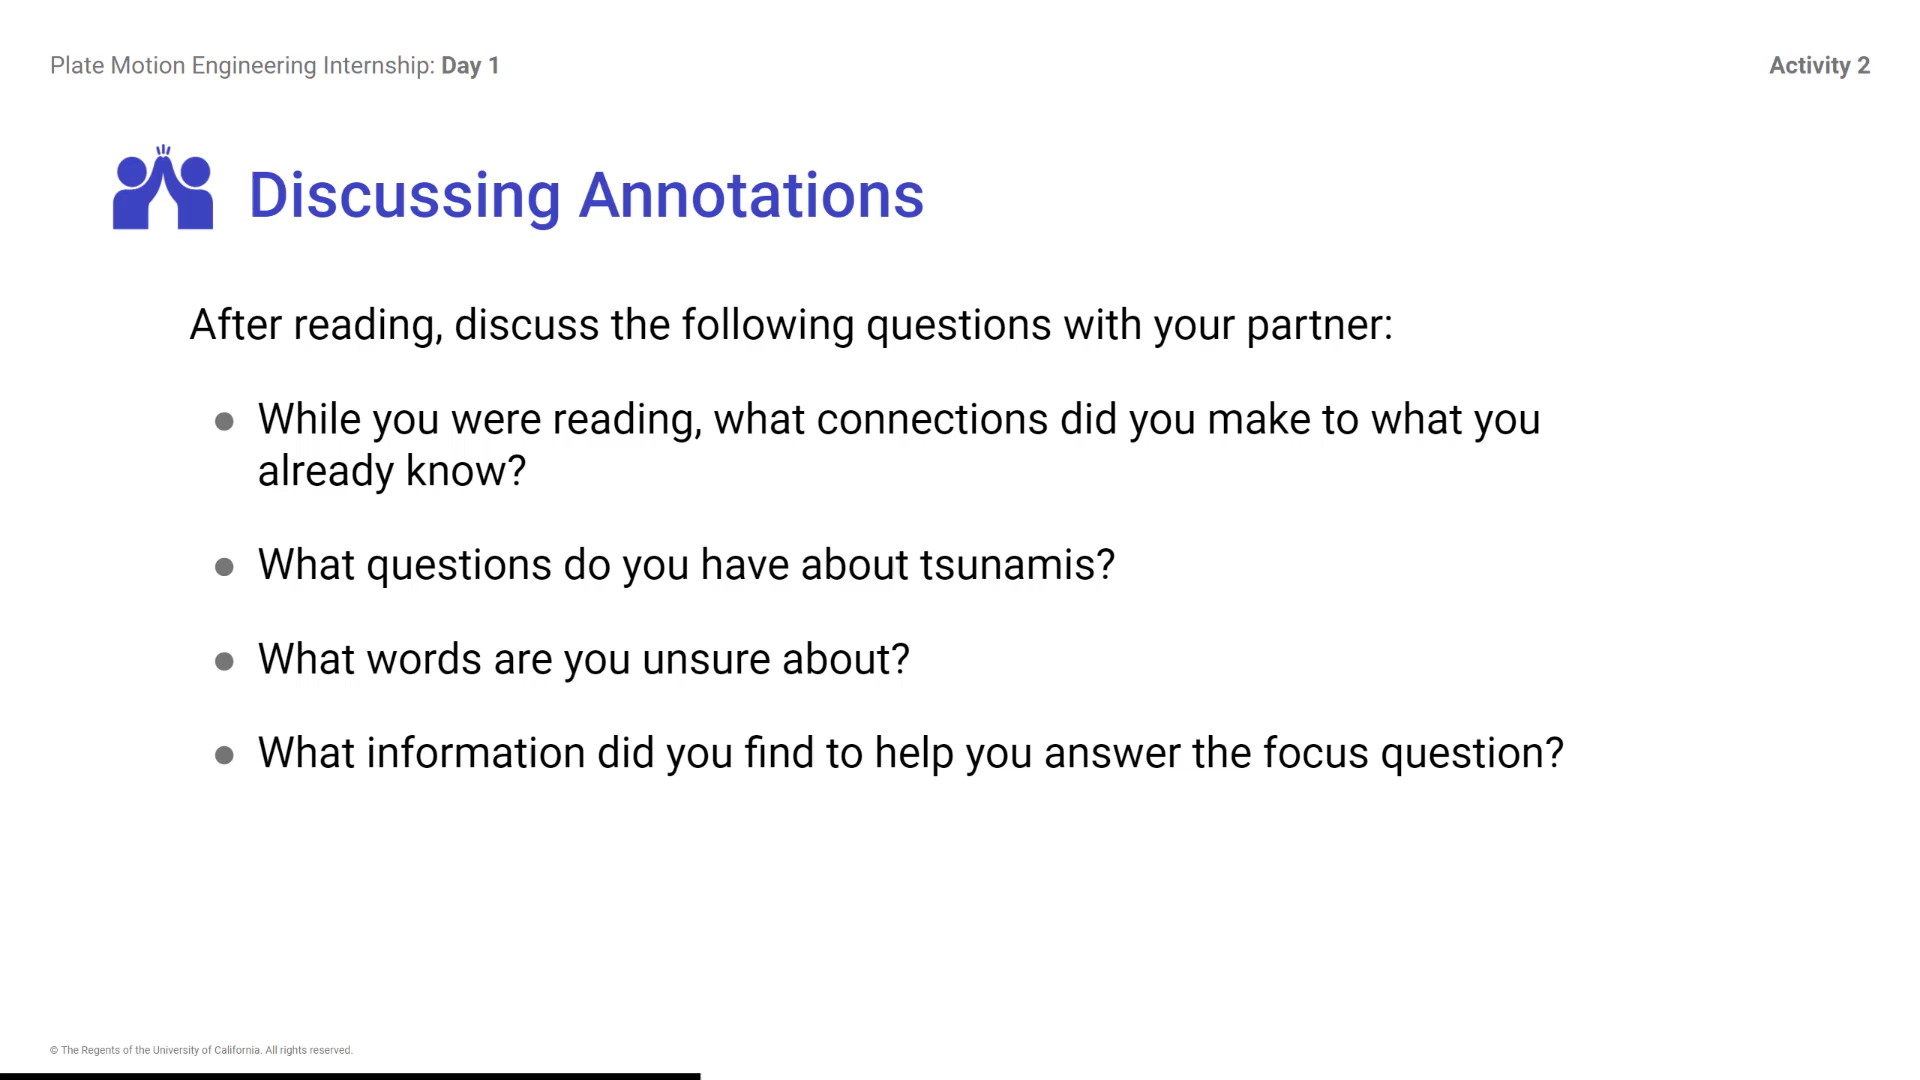 Plate Motion Engineering Internship: Day 1
Activity 2
Discussing Annotations
After reading, discuss the following questions with your partner:
● While you were reading, what connections did you make to what you
already know?
● What questions do you have about tsunamis?
● What words are you unsure about?
● What information did you find to help you answer the focus question?
© The Regents of the University of California. All rights reserved.